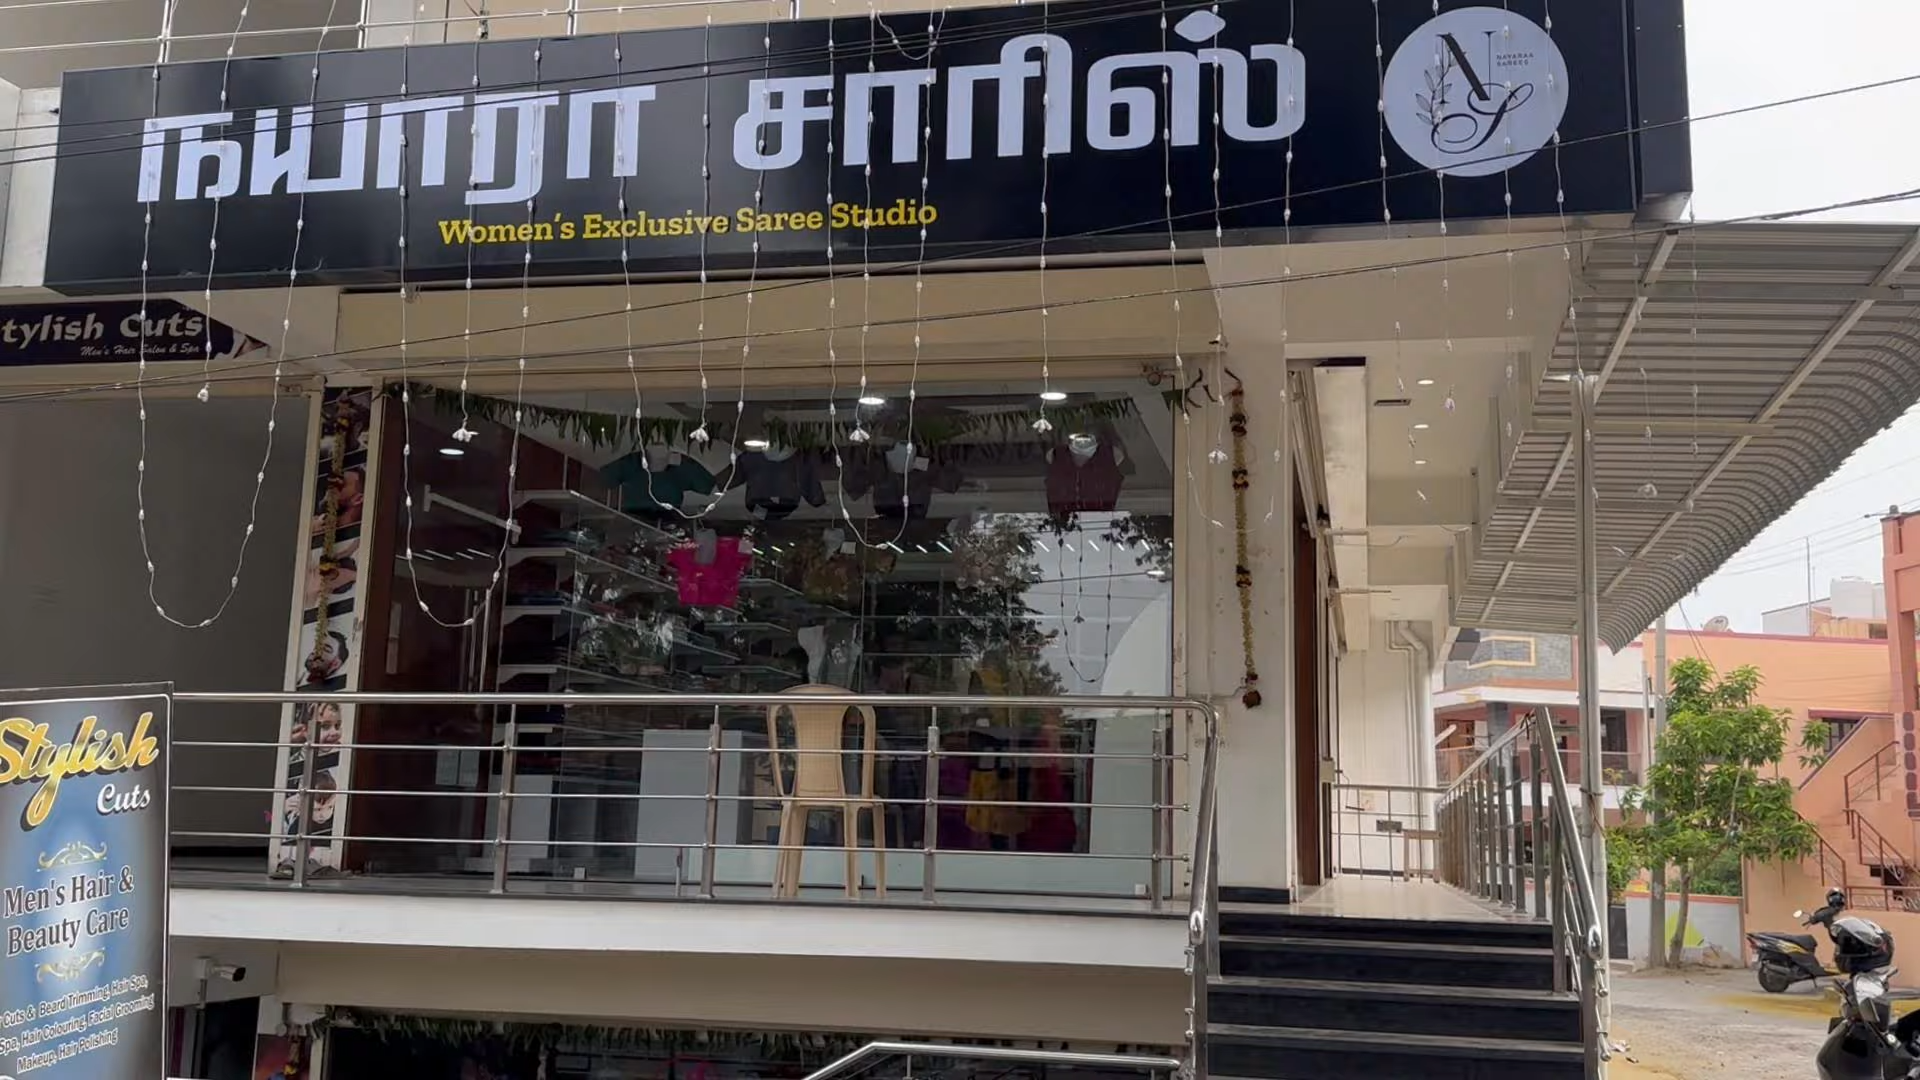 நயாரா சாரிஸ்
NAYARAA
SAREES
NS
Women's Exclusive Saree Studio
tylish Cuts
Men's Hair Salon & Spa
Stylish
Cuts
Men's Hair &
Beauty Care
Cuts & Beard Trimming, Hair Spa,
Spa, Hair Colouring, Facial Grooming
Makeup, Hair Polishing